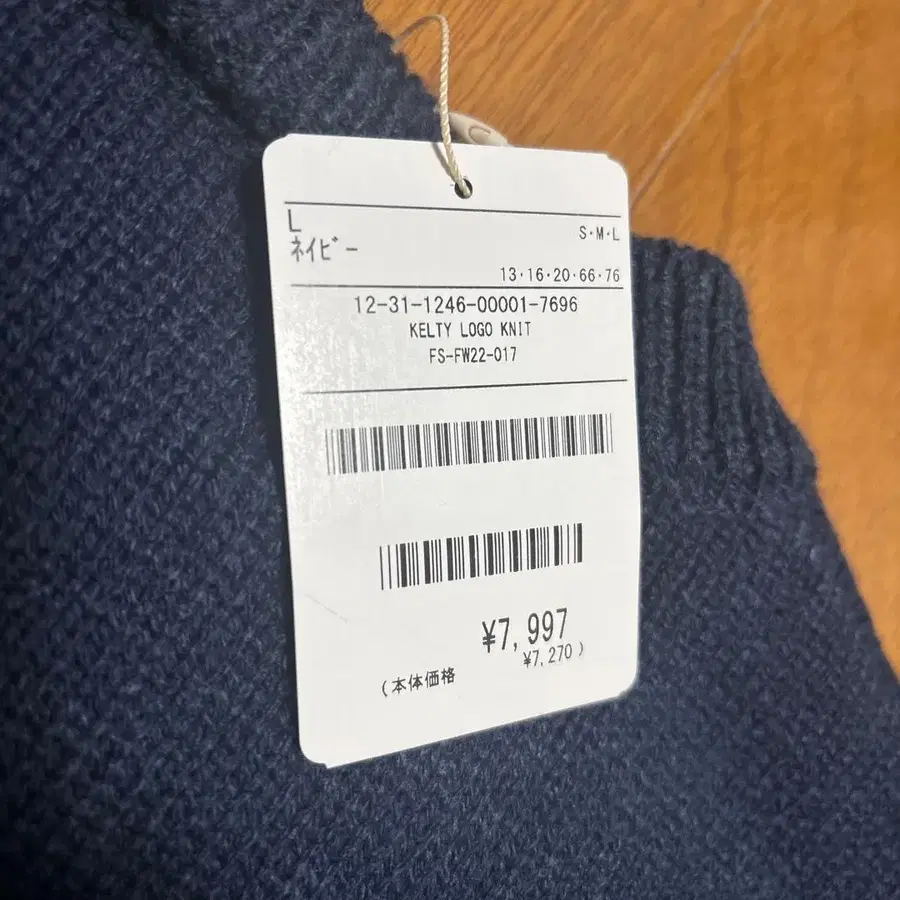 L
ネイビー
S・M・L
13・16・20・66・76
12-31-1246-00001-7696
KELTY LOGO KNIT
FS-FW22-017
¥7,997
(本体価格 ¥7,270)